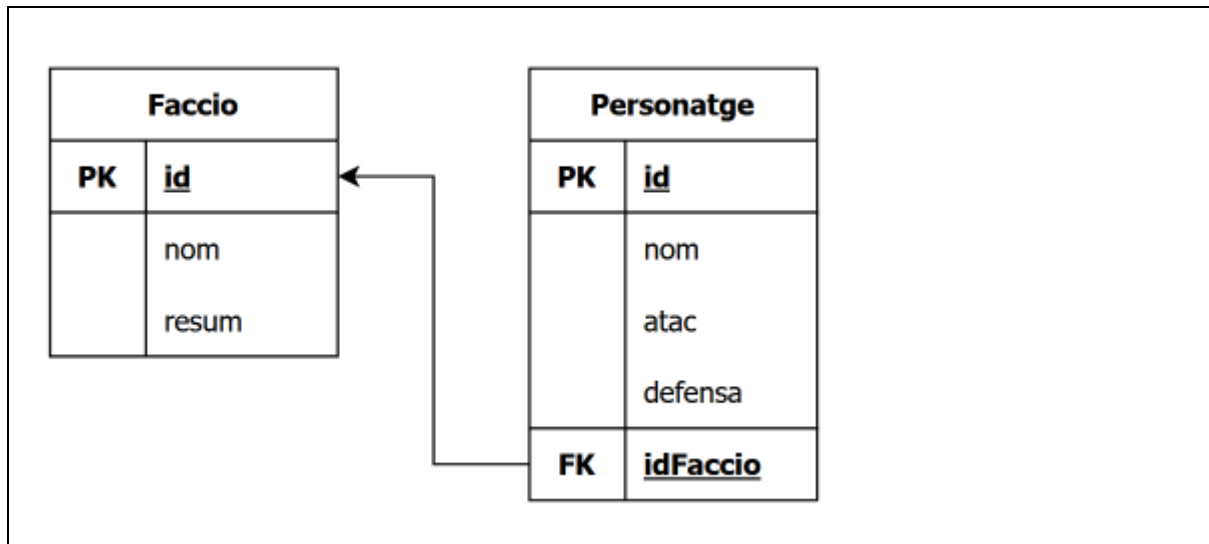 Faccio
PK id
nom
resum
Personatge
PK id
nom
atac
defensa
FK idFaccio